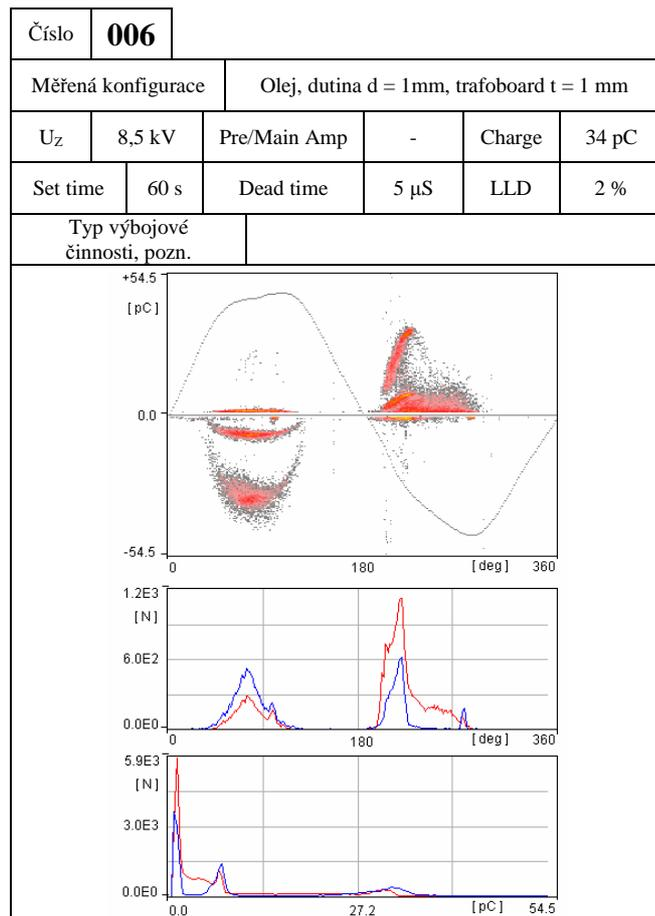 Číslo 006
Měřená konfigurace Olej, dutina d = 1mm, trafoboard t = 1 mm
UZ 8,5 kV Pre/Main Amp - Charge 34 pC
Set time 60 s Dead time 5 µS LLD 2 %
Typ výbojové
činnosti, pozn.
+54.5
[pC]
0.0
-54.5
0 180 [deg] 360
1.2E3
[N]
6.0E2
0.0E0
0 180 [deg] 360
5.9E3
[N]
3.0E3
0.0E0
0.0 27.2 [pC] 54.5